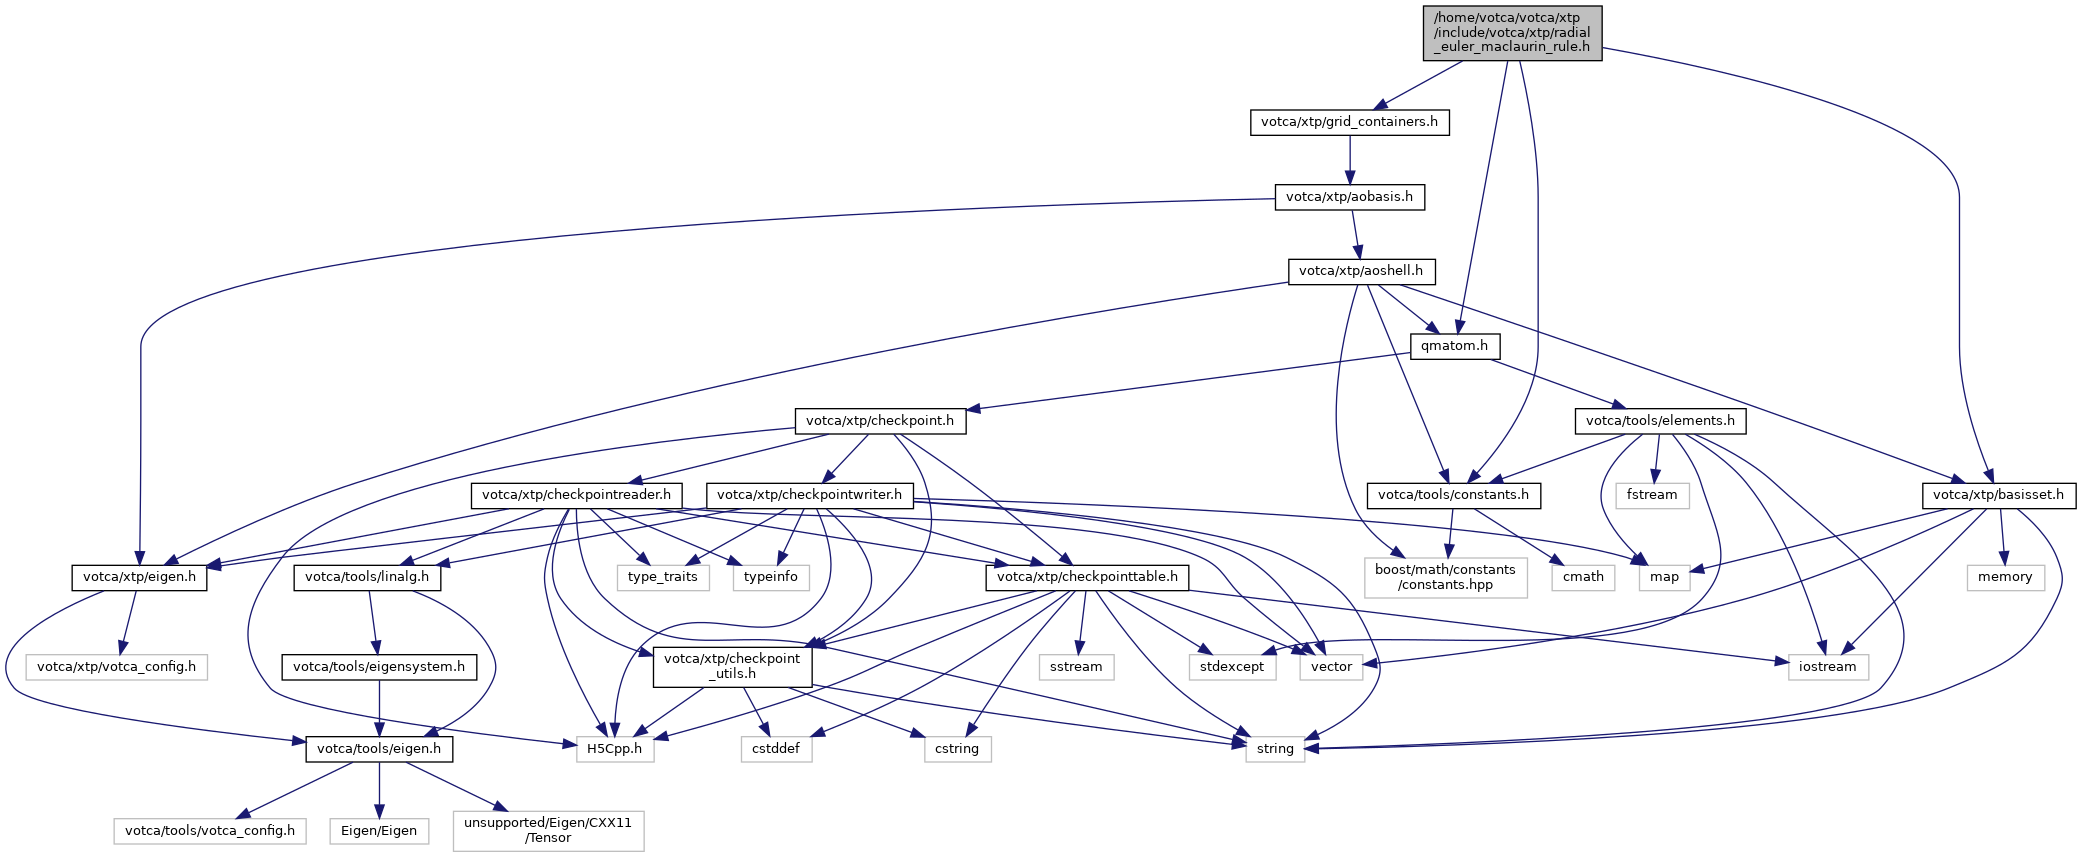 /home/votca/votca/xtp
/include/votca/xtp/radial
_euler_maclaurin_rule.h
votca/xtp/grid_containers.h
votca/xtp/aobasis.h
votca/xtp/aoshell.h
qmatom.h
votca/xtp/checkpoint.h
votca/tools/elements.h
votca/xtp/checkpointreader.h
votca/xtp/checkpointwriter.h
votca/tools/constants.h
fstream
votca/xtp/basisset.h
votca/xtp/eigen.h
votca/tools/linalg.h
type_traits
typeinfo
votca/xtp/checkpointtable.h
boost/math/constants
/constants.hpp
cmath
map
memory
votca/xtp/votca_config.h
votca/tools/eigensystem.h
votca/xtp/checkpoint
_utils.h
sstream
stdexcept
vector
iostream
votca/tools/eigen.h
H5Cpp.h
cstddef
cstring
string
votca/tools/votca_config.h
Eigen/Eigen
unsupported/Eigen/CXX11
/Tensor